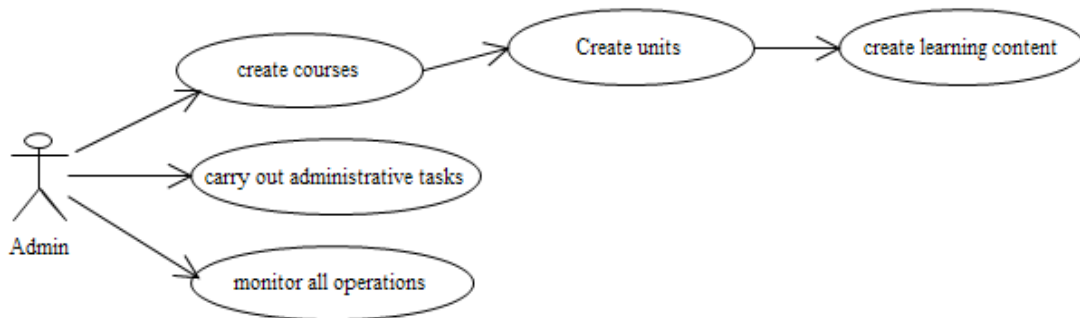 create courses
Create units
create learning content
carry out administrative tasks
Admin
monitor all operations